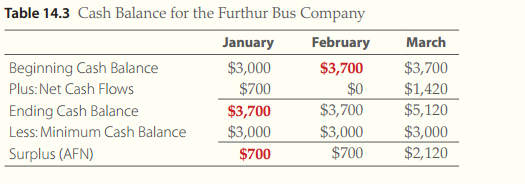 Table 14.3 Cash Balance for the Furthur Bus Company
January February March
Beginning Cash Balance $3,000 $3,700 $3,700
Plus: Net Cash Flows $700 $0 $1,420
Ending Cash Balance $3,700 $3,700 $5,120
Less: Minimum Cash Balance $3,000 $3,000 $3,000
Surplus (AFN) $700 $700 $2,120